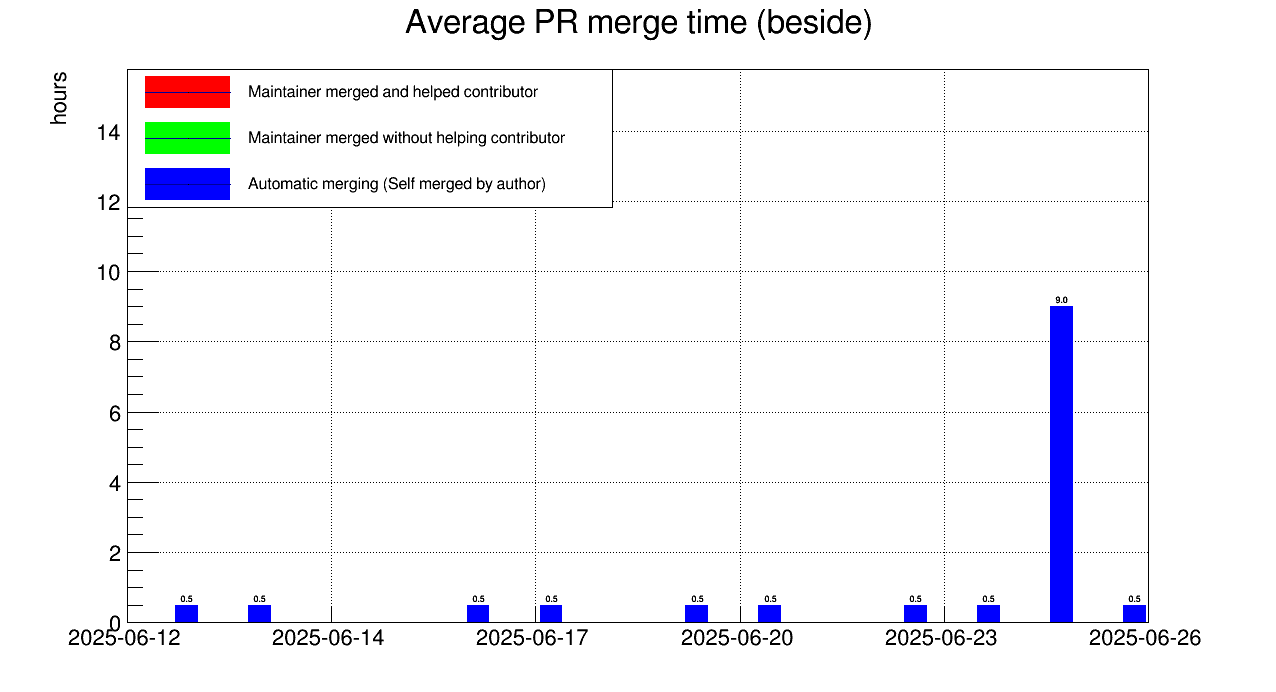 Average PR merge time (beside)
hours
Maintainer merged and helped contributor
Maintainer merged without helping contributor
Automatic merging (Self merged by author)
14
12
10
8
6
4
2
0
9.0
0.5 0.5 0.5 0.5 0.5 0.5 0.5 0.5 0.5
2025-06-12 2025-06-14 2025-06-17 2025-06-20 2025-06-23 2025-06-26